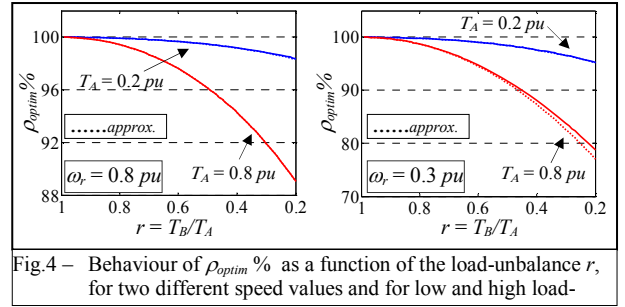 100
96
92
88
ρoptim%
TA = 0.2 pu
......approx.
ωr = 0.8 pu
TA = 0.8 pu
1 0.8 0.6 0.4 0.2
r = TB/TA
100
90
80
70
ρoptim%
TA = 0.2 pu
......approx.
ωr = 0.3 pu
TA = 0.8 pu
1 0.8 0.6 0.4 0.2
r = TB/TA
Fig.4 – Behaviour of ρoptim % as a function of the load-unbalance r,
for two different speed values and for low and high load-